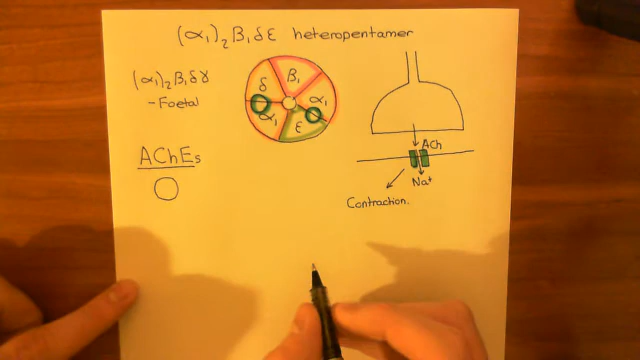 (α₁)₂ β₁ δ ε heteropentamer
(α₁)₂ β₁ δ γ
- Foetal
β₁
δ
α₁
α₁
ε
AChEs
ACh
Na⁺
Contraction.